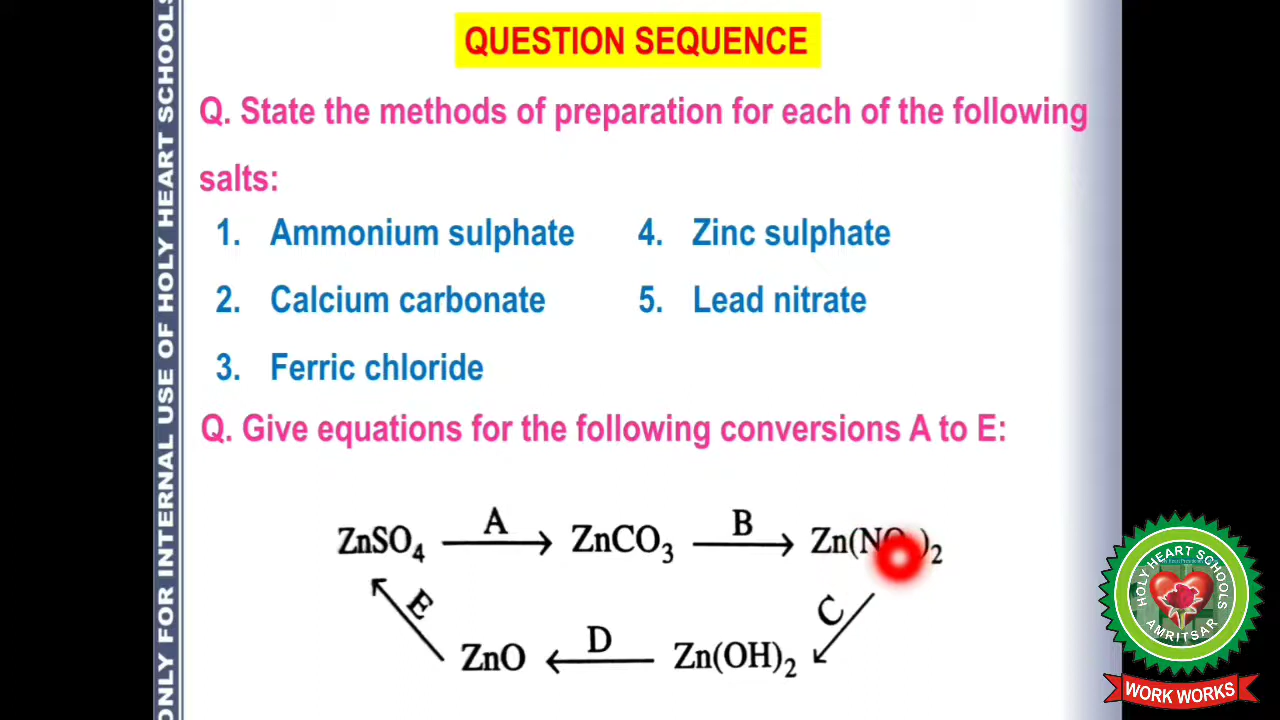 QUESTION SEQUENCE
Q. State the methods of preparation for each of the following
salts:
1. Ammonium sulphate 4. Zinc sulphate
2. Calcium carbonate 5. Lead nitrate
3. Ferric chloride
Q. Give equations for the following conversions A to E:
ZnSO₄ A → ZnCO₃ B → Zn(NO )₂
E C
ZnO ← D Zn(OH)₂
ONLY FOR INTERNAL USE OF HOLY HEART SCHOOLS
HOLY HEART SCHOOLS
AMRITSAR
WORK WORKS